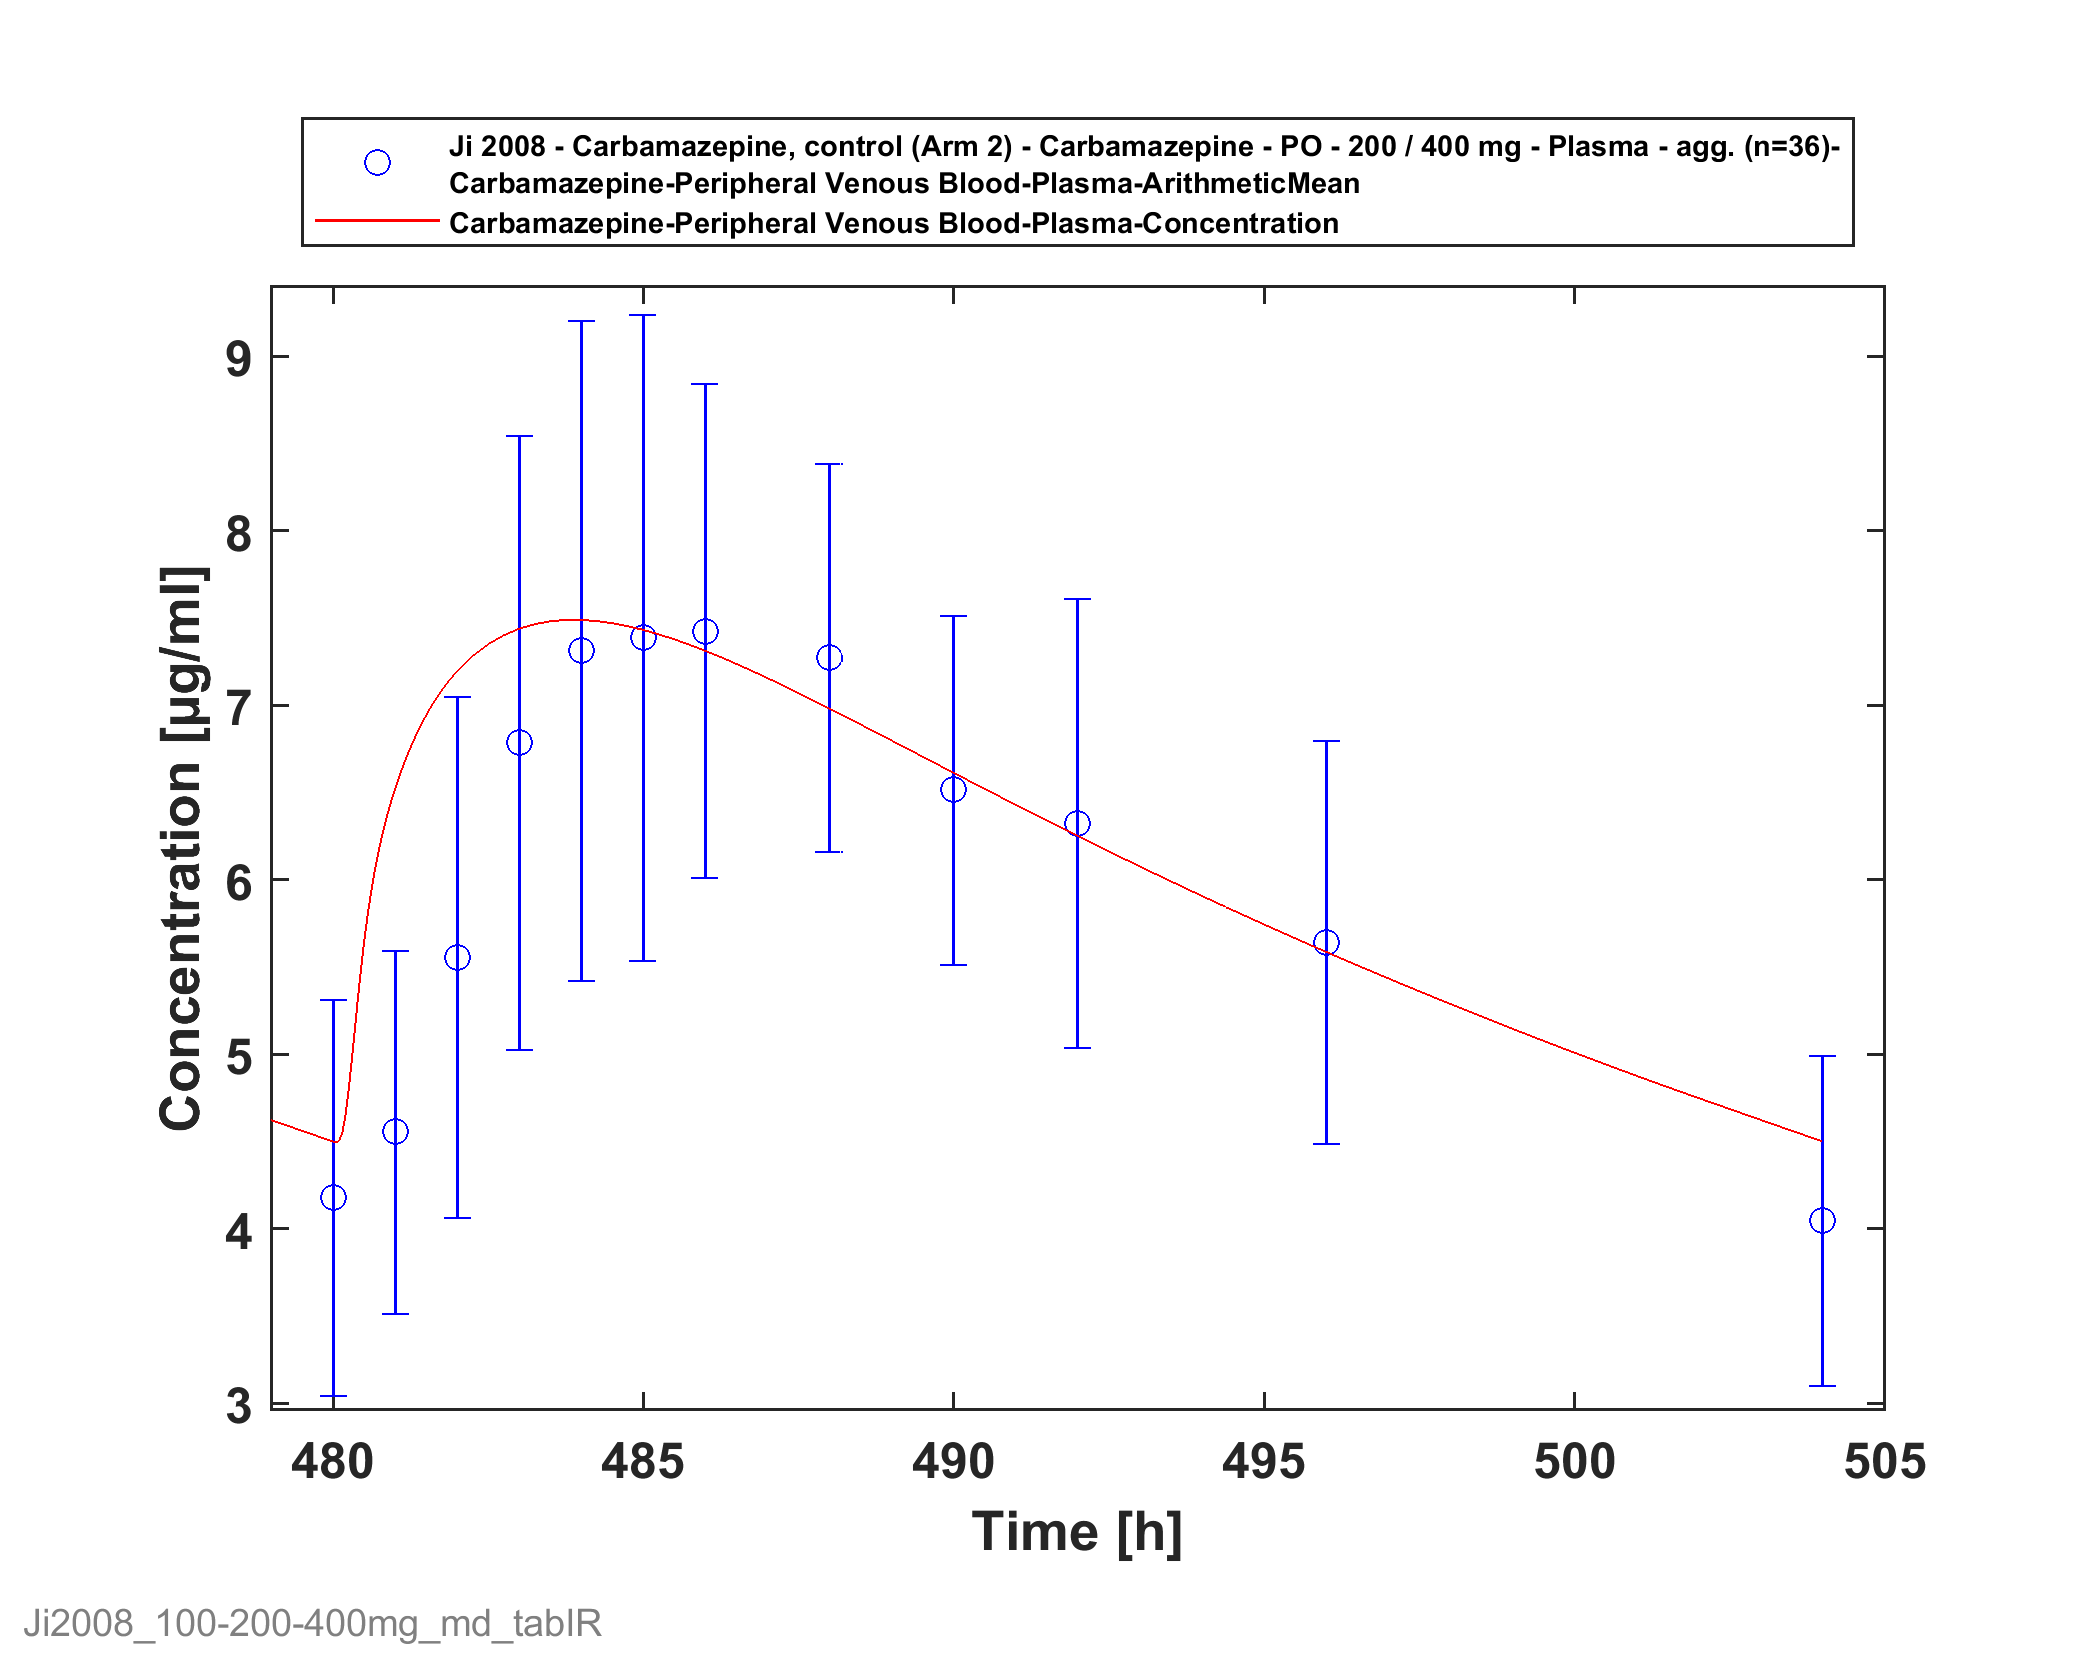 Ji 2008 - Carbamazepine, control (Arm 2) - Carbamazepine - PO - 200 / 400 mg - Plasma - agg. (n=36)-
Carbamazepine-Peripheral Venous Blood-Plasma-ArithmeticMean
Carbamazepine-Peripheral Venous Blood-Plasma-Concentration
9
8
7
6
5
4
3
Concentration [µg/ml]
480 485 490 495 500 505
Time [h]
Ji2008_100-200-400mg_md_tablR